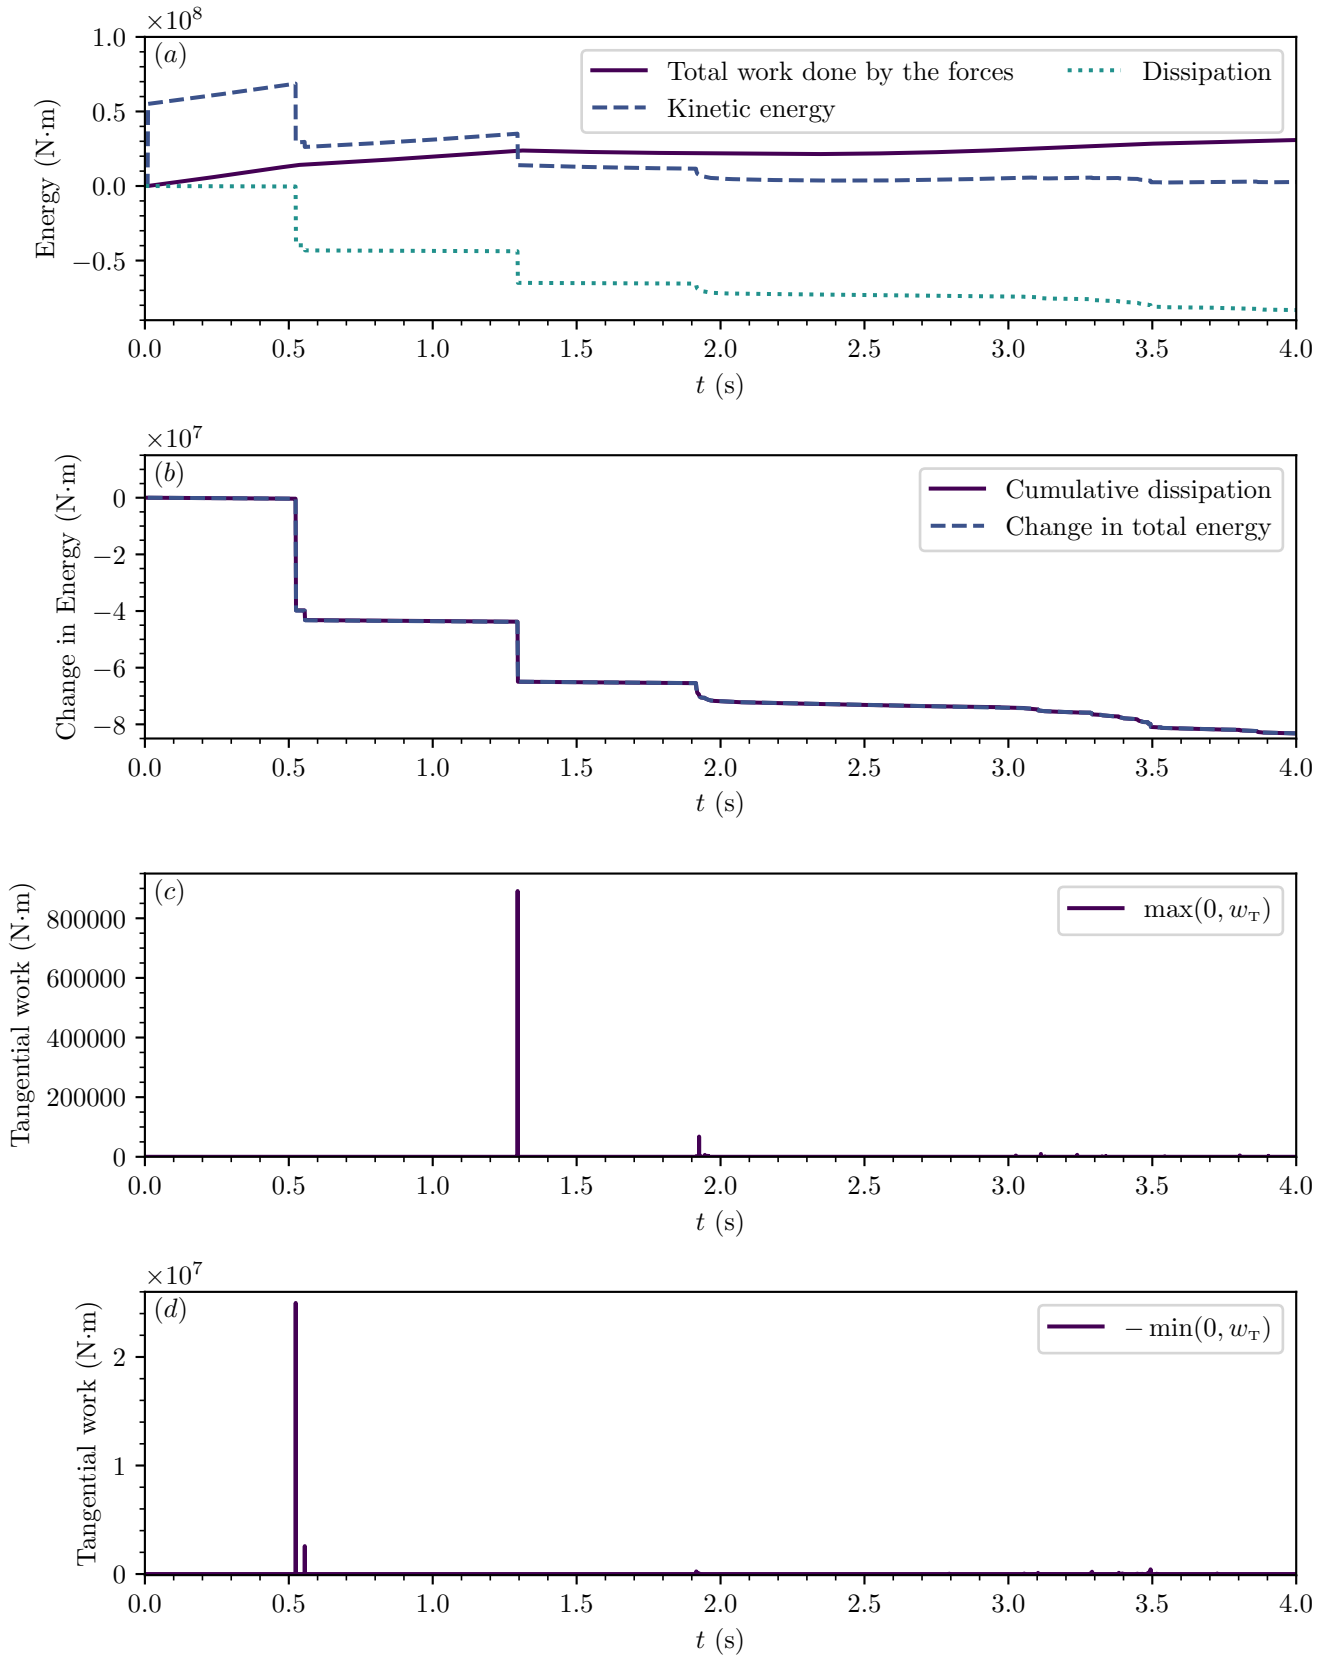 ×10⁸
(a)
Total work done by the forces
Kinetic energy
Dissipation
Energy (N·m)
1.0
0.5
0.0
−0.5
0.0 0.5 1.0 1.5 2.0 2.5 3.0 3.5 4.0
t (s)
×10⁷
(b)
Cumulative dissipation
Change in total energy
Change in Energy (N·m)
0
−2
−4
−6
−8
0.0 0.5 1.0 1.5 2.0 2.5 3.0 3.5 4.0
t (s)
(c)
max(0, w_T)
Tangential work (N·m)
800000
600000
400000
200000
0
0.0 0.5 1.0 1.5 2.0 2.5 3.0 3.5 4.0
t (s)
×10⁷
(d)
− min(0, w_T)
Tangential work (N·m)
2
1
0
0.0 0.5 1.0 1.5 2.0 2.5 3.0 3.5 4.0
t (s)